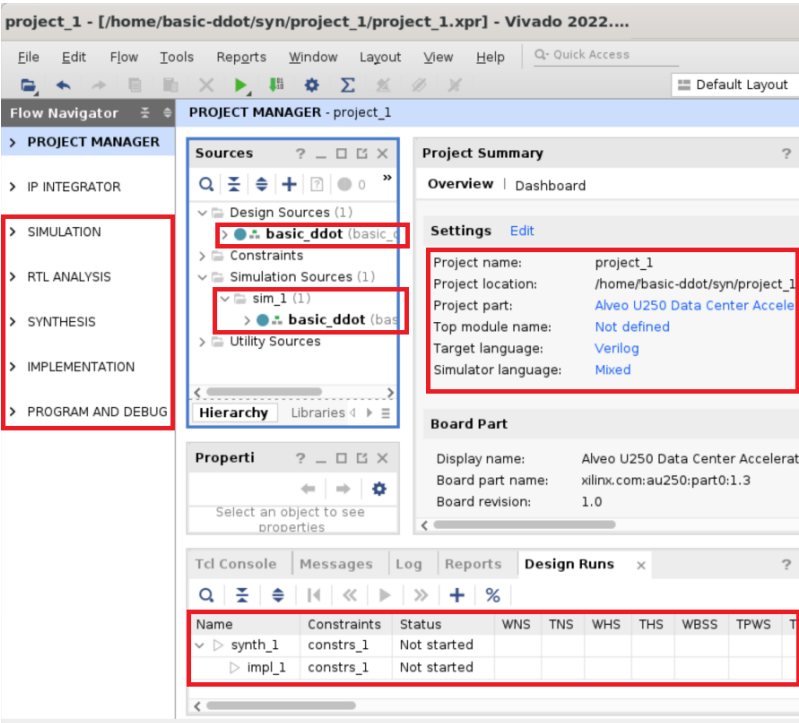 project_1 - [/home/basic-ddot/syn/project_1/project_1.xpr] - Vivado 2022....
File Edit Flow Tools Reports Window Layout View Help Q- Quick Access
Default Layout
Flow Navigator
PROJECT MANAGER
IP INTEGRATOR
SIMULATION
RTL ANALYSIS
SYNTHESIS
IMPLEMENTATION
PROGRAM AND DEBUG
PROJECT MANAGER - project_1
Sources
0
Design Sources (1)
basic_ddot (basic_d
Constraints
Simulation Sources (1)
sim_1 (1)
basic_ddot (bas
Utility Sources
Hierarchy Libraries
Properti
Select an object to see
properties
Project Summary
Overview | Dashboard
Settings Edit
Project name: project_1
Project location: /home/basic-ddot/syn/project_1
Project part: Alveo U250 Data Center Accele
Top module name: Not defined
Target language: Verilog
Simulator language: Mixed
Board Part
Display name: Alveo U250 Data Center Accelerat
Board part name: xilinx.com:au250:part0:1.3
Board revision: 1.0
Tcl Console Messages Log Reports Design Runs
Name Constraints Status WNS TNS WHS THS WBSS TPWS T
synth_1 constrs_1 Not started
impl_1 constrs_1 Not started